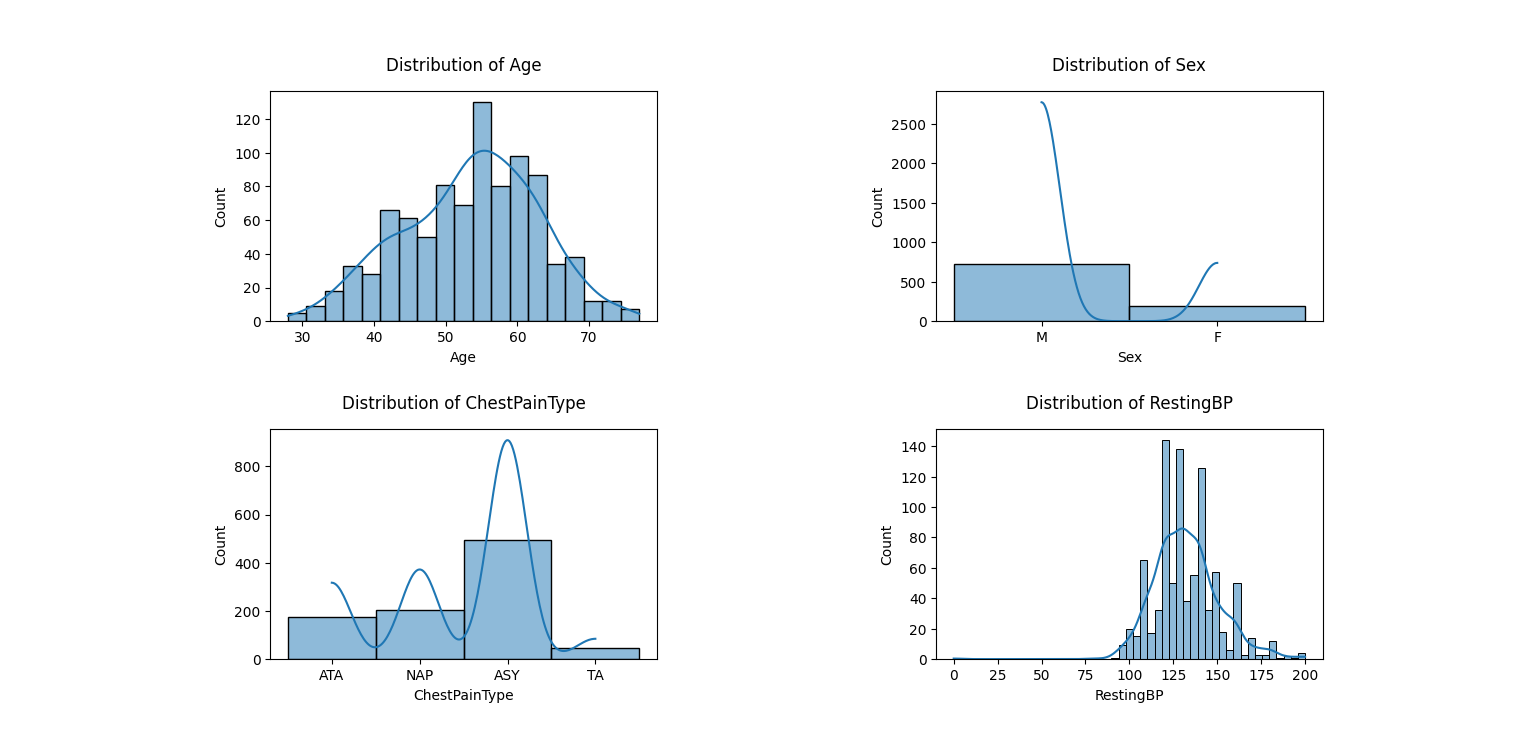 Distribution of Age
Count
120
100
80
60
40
20
0
30 40 50 60 70
Age
Distribution of Sex
Count
2500
2000
1500
1000
500
0
M F
Sex
Distribution of ChestPainType
Count
800
600
400
200
0
ATA NAP ASY TA
ChestPainType
Distribution of RestingBP
Count
140
120
100
80
60
40
20
0
0 25 50 75 100 125 150 175 200
RestingBP